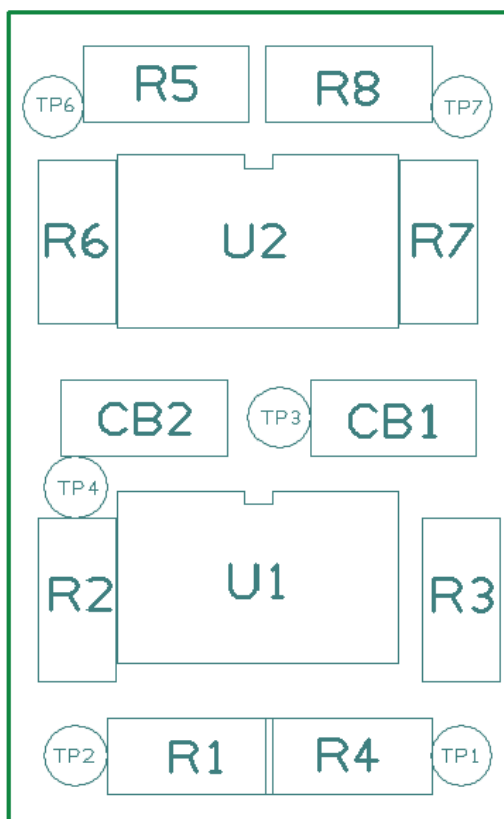 R5 R8
TP6 TP7
R6 U2 R7
CB2 TP3 CB1
TP4
R2 U1 R3
TP2 R1 R4 TP1